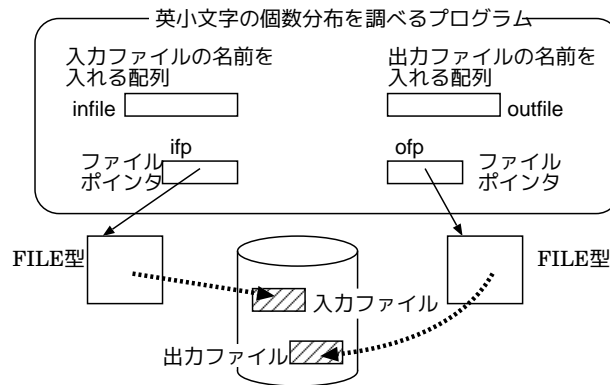 英小文字の個数分布を調べるプログラム
入力ファイルの名前を
入れる配列
infile
出力ファイルの名前を
入れる配列
outfile
ifp
ファイル
ポインタ
ofp
ファイル
ポインタ
FILE型
FILE型
入力ファイル
出力ファイル